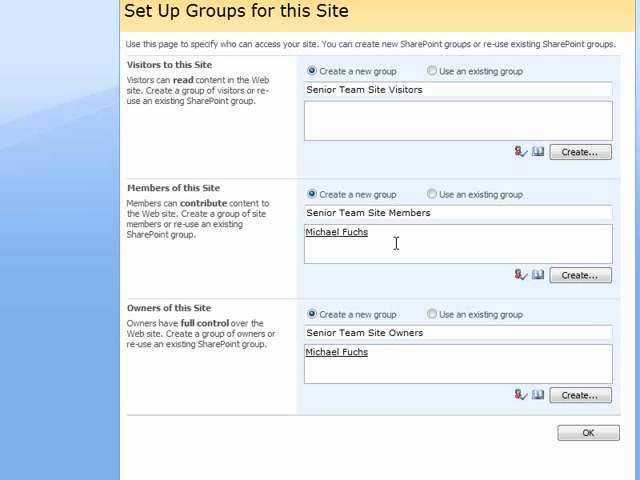 Set Up Groups for this Site
Use this page to specify who can access your site. You can create new SharePoint groups or re-use existing SharePoint groups.
Visitors to this Site
Visitors can read content in the Web
site. Create a group of visitors or re-
use an existing SharePoint group.
Create a new group Use an existing group
Senior Team Site Visitors
Create...
Members of this Site
Members can contribute content to
the Web site. Create a group of site
members or re-use an existing
SharePoint group.
Create a new group Use an existing group
Senior Team Site Members
Michael Fuchs
Create...
Owners of this Site
Owners have full control over the
Web site. Create a group of owners or
re-use an existing SharePoint group.
Create a new group Use an existing group
Senior Team Site Owners
Michael Fuchs
Create...
OK